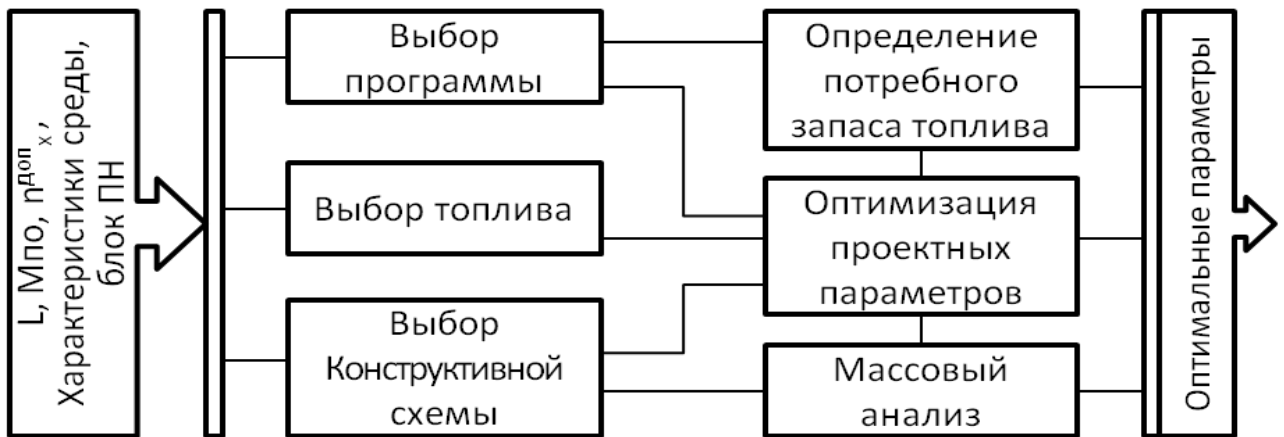 L, Мпо, n^доп_x,
Характеристики среды,
блок ПН
Выбор
программы
Выбор топлива
Выбор
Конструктивной
схемы
Определение
потребного
запаса топлива
Оптимизация
проектных
параметров
Массовый
анализ
Оптимальные параметры